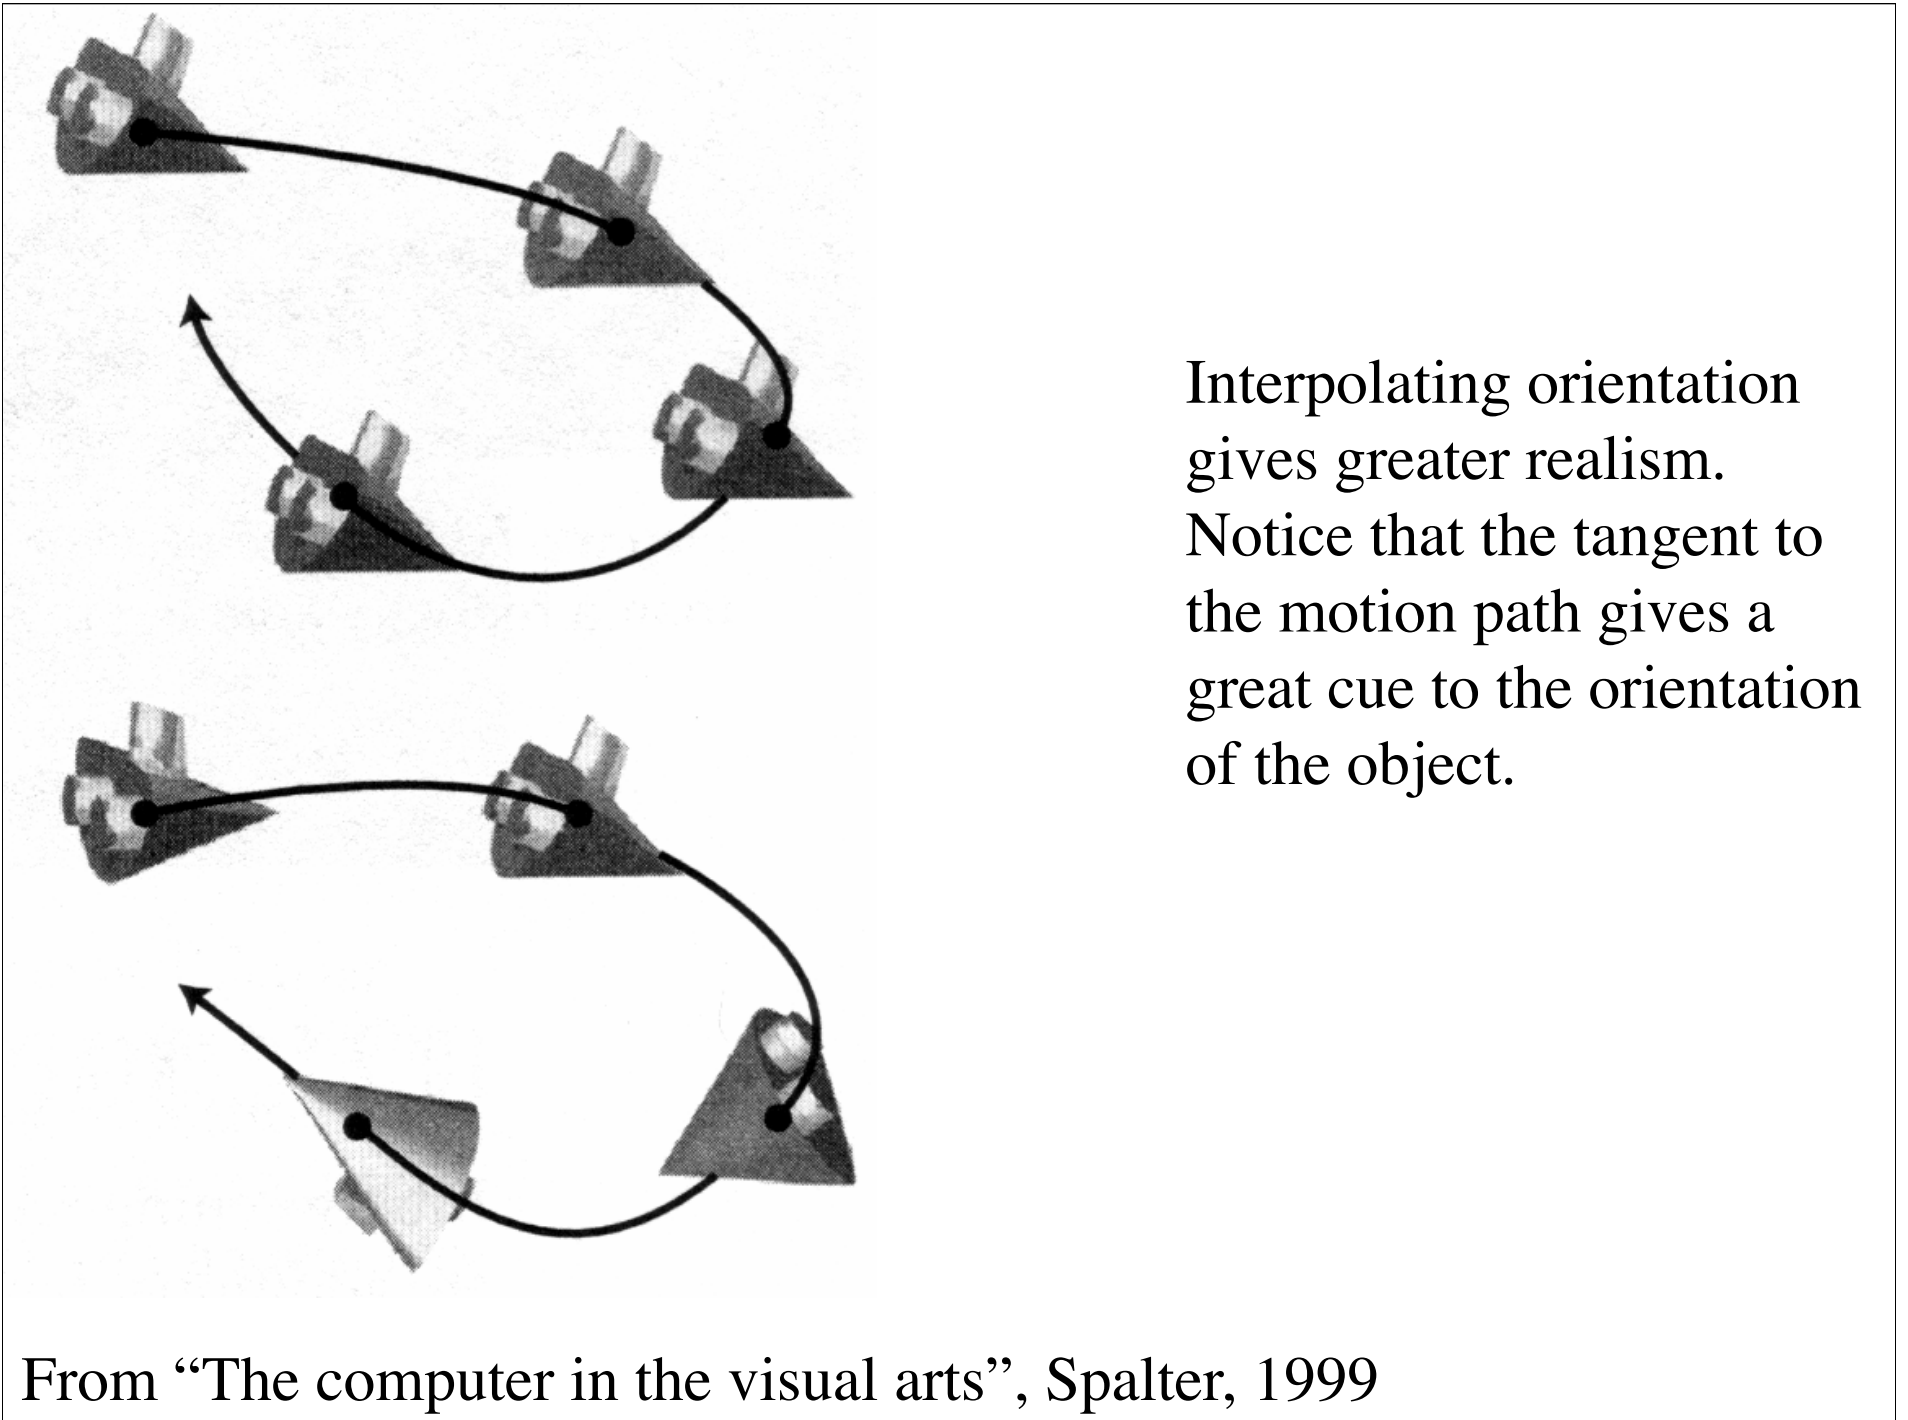 Interpolating orientation
gives greater realism.
Notice that the tangent to
the motion path gives a
great cue to the orientation
of the object.
From “The computer in the visual arts”, Spalter, 1999